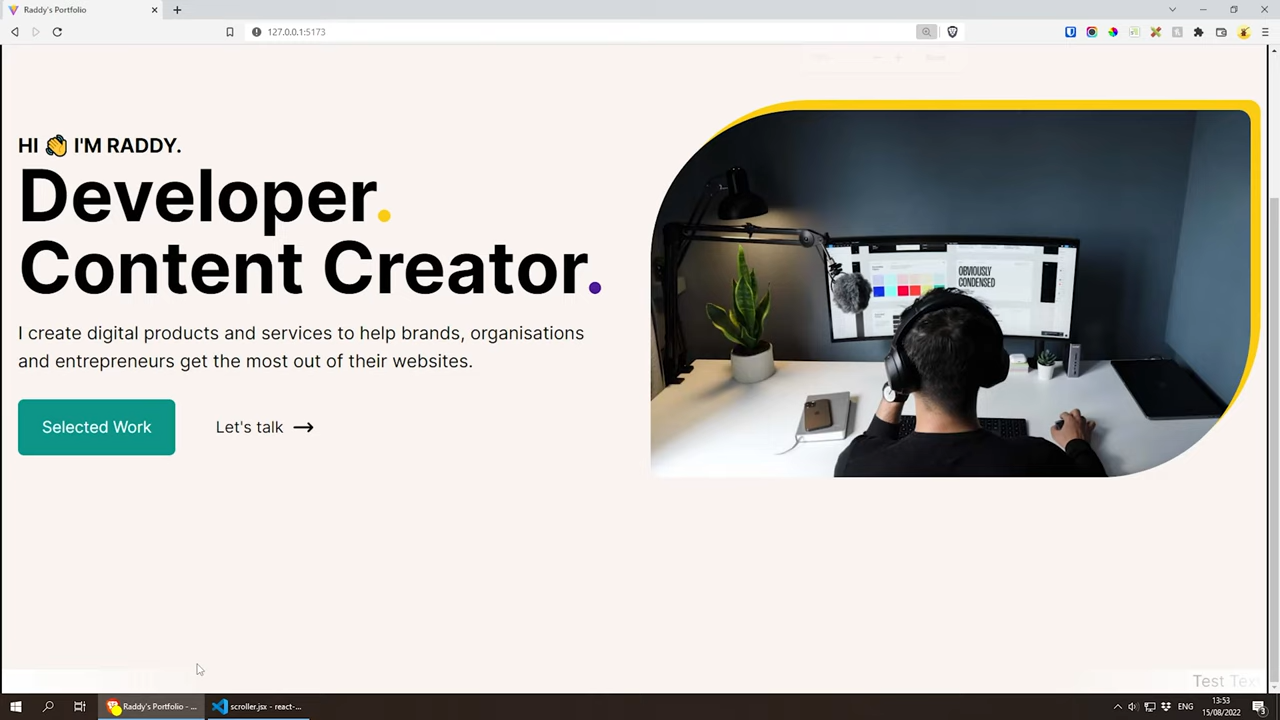 Raddy's Portfolio
127.0.0.1:5173
HI 👋 I'M RADDY.
Developer.
Content Creator.
I create digital products and services to help brands, organisations
and entrepreneurs get the most out of their websites.
Selected Work
Let's talk →
OBVIOUSLY
CONDENSED
Test Tex
Raddy's Portfolio - ...
scroller.jsx - react-...
ENG
13:53
15/08/2022
3